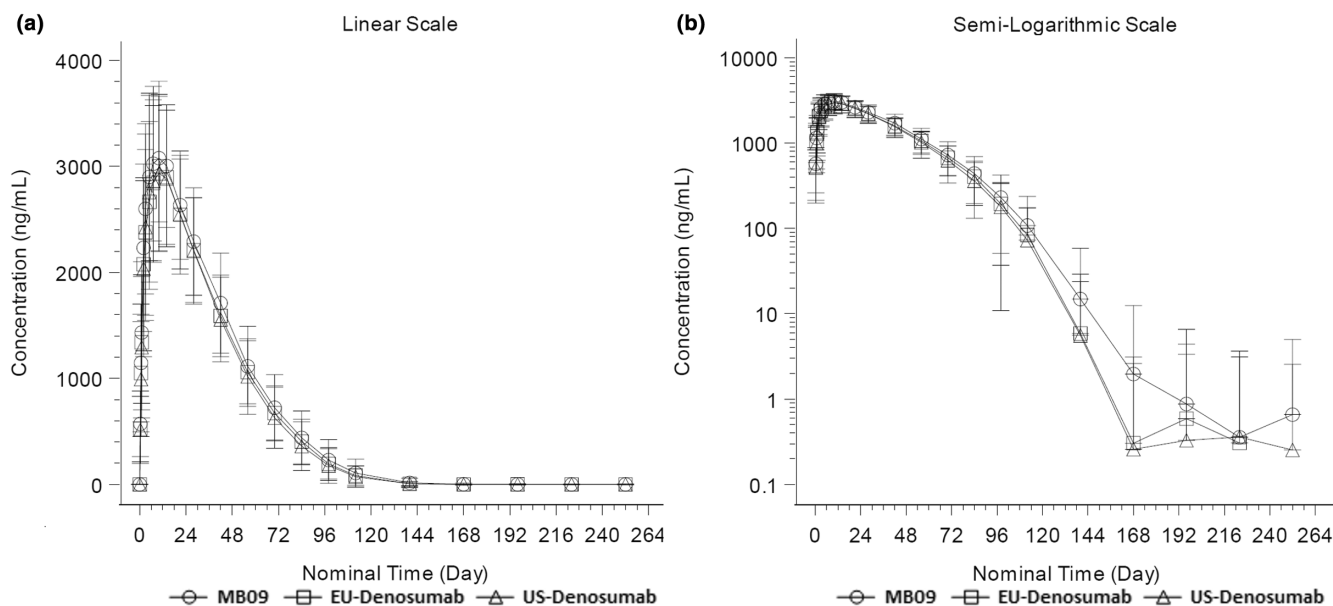 (a)
Linear Scale
Concentration (ng/mL)
4000
3000
2000
1000
0
0 24 48 72 96 120 144 168 192 216 240 264
Nominal Time (Day)
MB09 EU-Denosumab US-Denosumab
(b)
Semi-Logarithmic Scale
Concentration (ng/mL)
10000
1000
100
10
1
0.1
0 24 48 72 96 120 144 168 192 216 240 264
Nominal Time (Day)
MB09 EU-Denosumab US-Denosumab